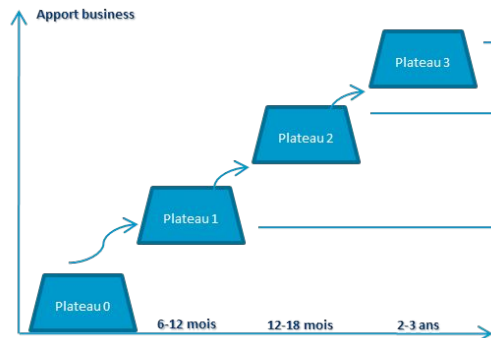 Apport business
Plateau 3
Plateau 2
Plateau 1
Plateau 0
6-12 mois
12-18 mois
2-3 ans